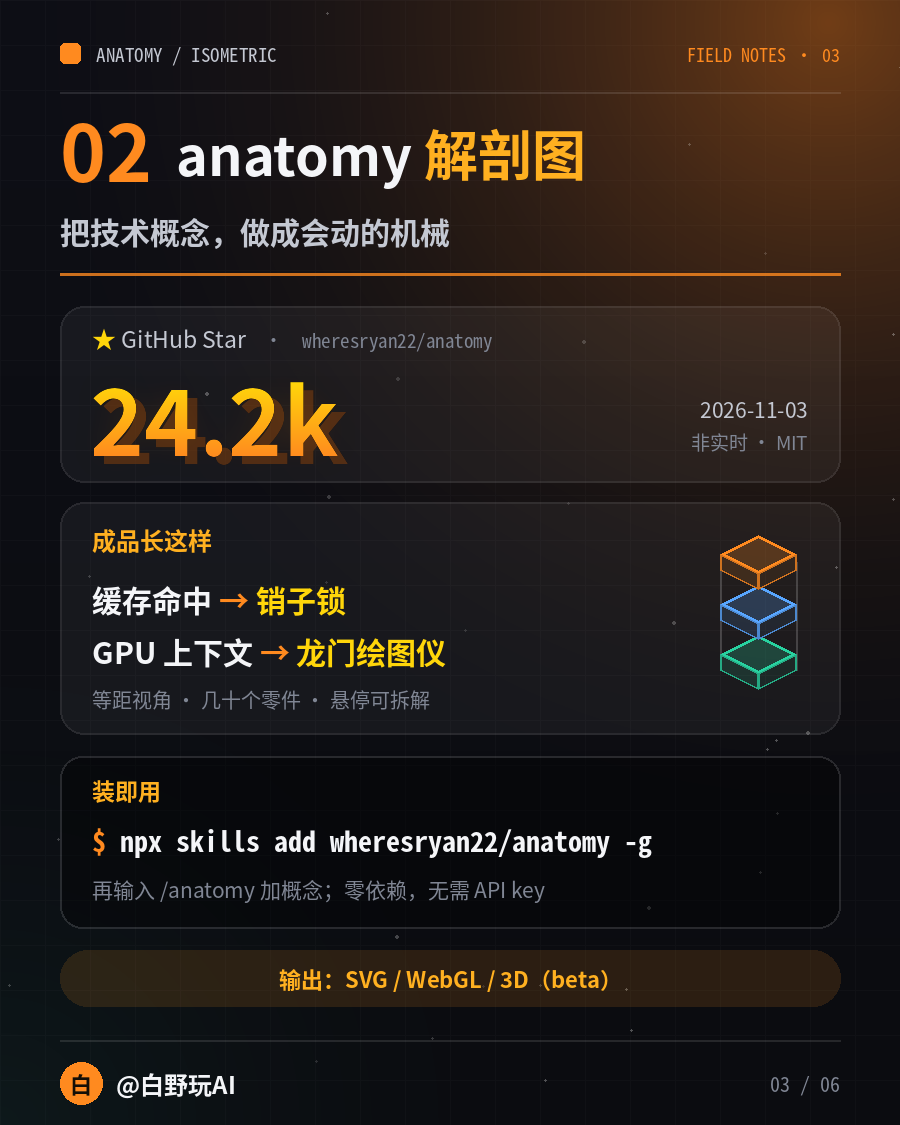 ANATOMY / ISOMETRIC
FIELD NOTES • 03
02 anatomy 解剖图
把技术概念，做成会动的机械
★ GitHub Star • wheresryan22/anatomy
24.2k
2026-11-03
非实时 • MIT
成品长这样
缓存命中 → 销子锁
GPU 上下文 → 龙门绘图仪
等距视角 • 几十个零件 • 悬停可拆解
装即用
$ npx skills add wheresryan22/anatomy -g
再输入 /anatomy 加概念；零依赖，无需 API key
输出：SVG / WebGL / 3D（beta）
白 @白野玩AI
03 / 06